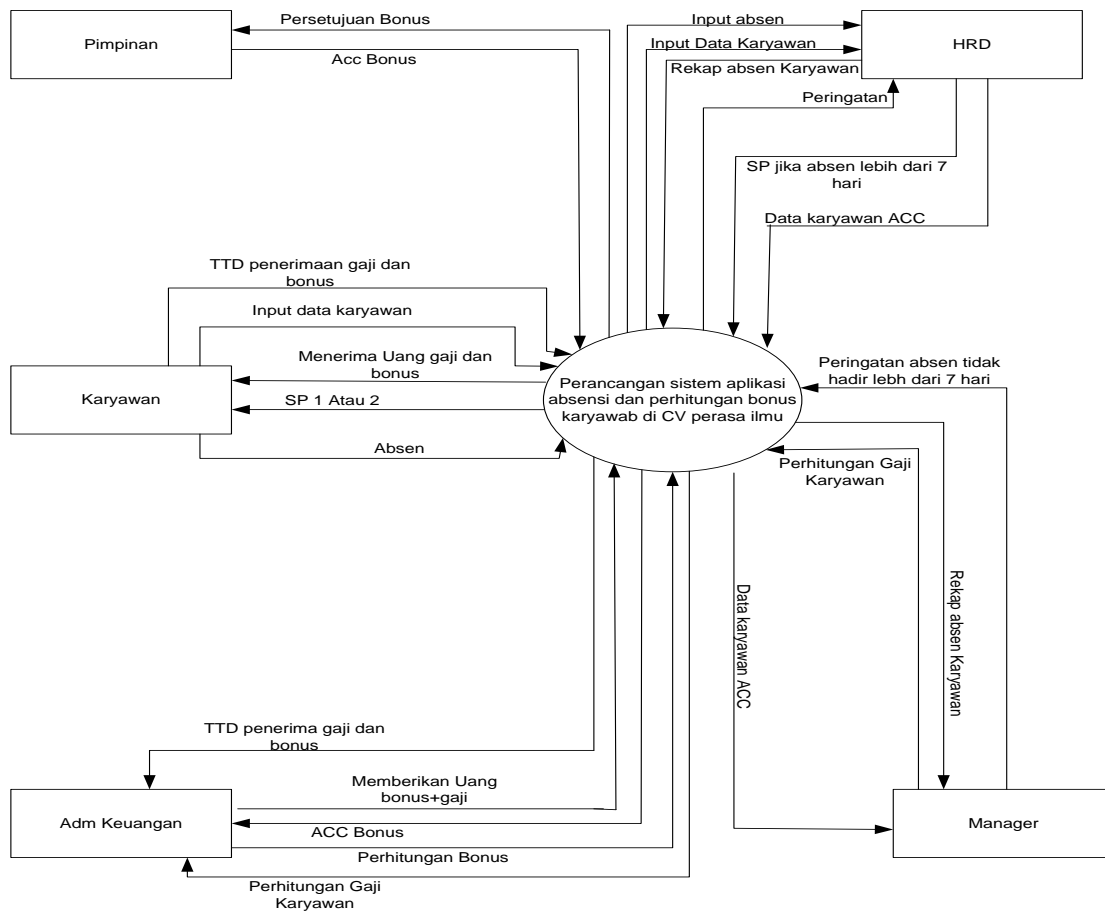 Persetujuan Bonus
Pimpinan
Acc Bonus
Input absen
Input Data Karyawan
HRD
Rekap absen Karyawan
Peringatan
SP jika absen lebih dari 7
hari
Data karyawan ACC
TTD penerimaan gaji dan
bonus
Input data karyawan
Menerima Uang gaji dan
bonus
Karyawan
SP 1 Atau 2
Absen
Perancangan sistem aplikasi
absensi dan perhitungan bonus
karyawab di CV perasa ilmu
Peringatan absen tidak
hadir lebh dari 7 hari
Perhitungan Gaji
Karyawan
Data karyawan ACC
Rekap absen Karyawan
TTD penerima gaji dan
bonus
Memberikan Uang
bonus+gaji
Adm Keuangan
ACC Bonus
Perhitungan Bonus
Perhitungan Gaji
Karyawan
Manager